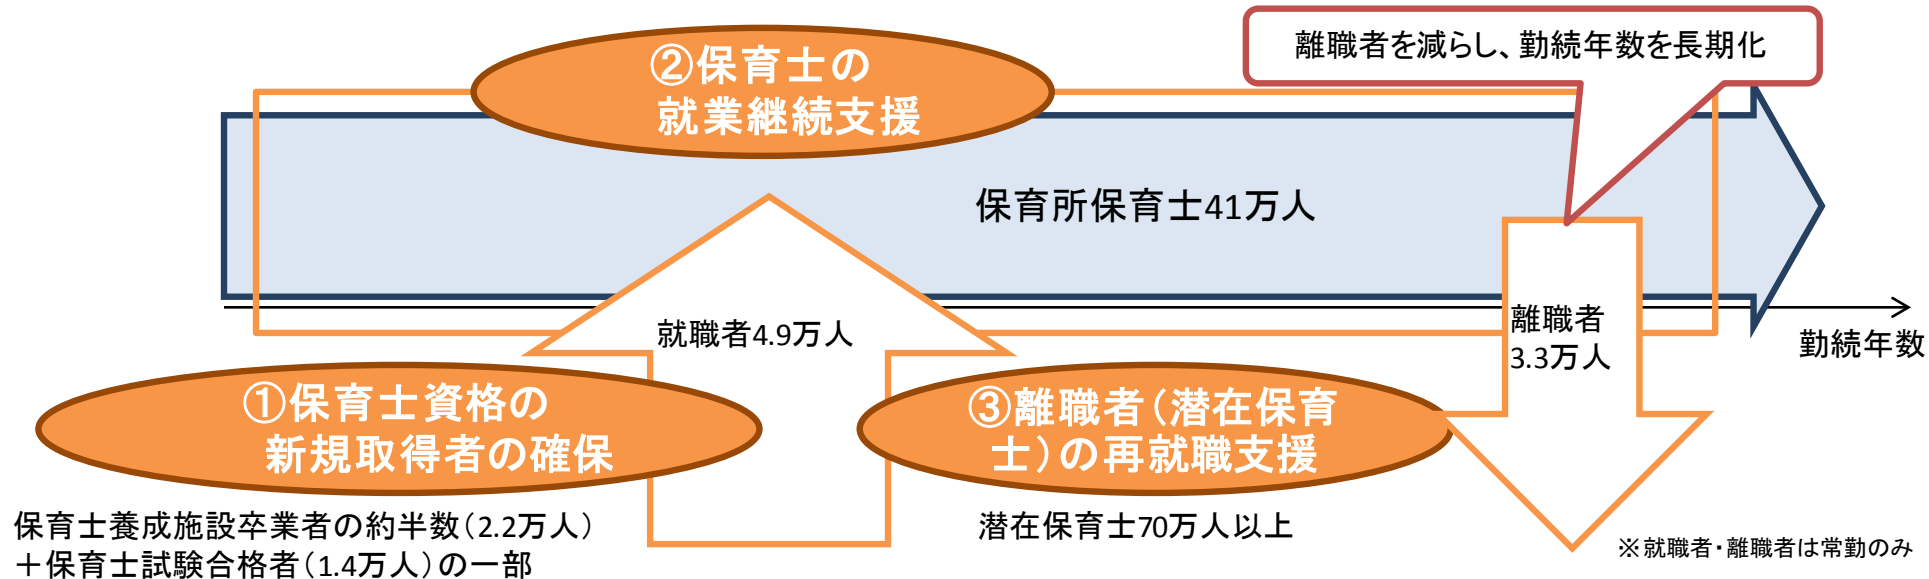 離職者を減らし、勤続年数を長期化
②保育士の
就業継続支援
保育所保育士41万人
就職者4.9万人
離職者
3.3万人
勤続年数
①保育士資格の
新規取得者の確保
③離職者（潜在保育
士）の再就職支援
保育士養成施設卒業者の約半数（2.2万人）
＋保育士試験合格者（1.4万人）の一部
潜在保育士70万人以上
※就職者・離職者は常勤のみ